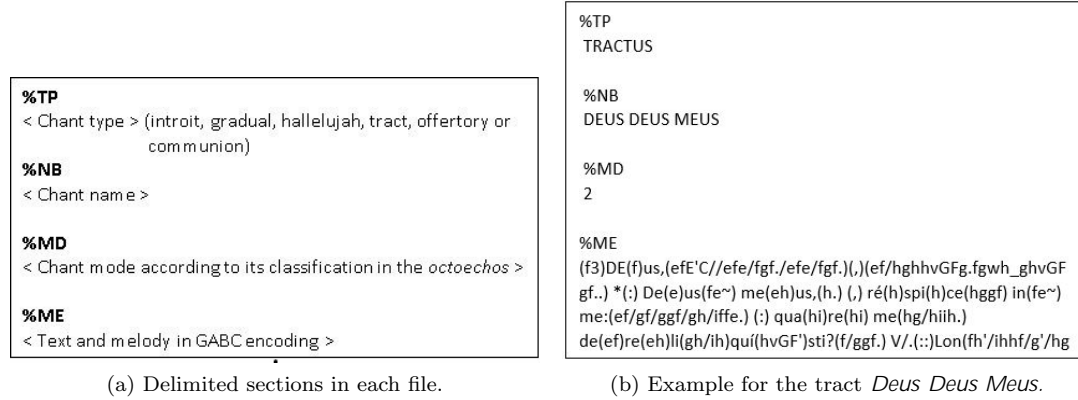 %TP
< Chant type > (introit, gradual, hallelujah, tract, offertory or
communion)
%NB
< Chant name >
%MD
< Chant mode according to its classification in the octoechos >
%ME
< Text and melody in GABC encoding >
(a) Delimited sections in each file.
%TP
TRACTUS
%NB
DEUS DEUS MEUS
%MD
2
%ME
(f3)DE(f)us,(efE'C//efe/fgf./efe/fgf.)(,)(ef/hghhvGFg.fgwh_ghvGF
gf..) *(:) De(e)us(fe~) me(eh)us,(h.) (,) ré(h)spi(h)ce(hggf) in(fe~)
me:(ef/gf/ggf/gh/iffe.) (:) qua(hi)re(hi) me(hg/hiih.)
de(ef)re(eh)li(gh/ih)quí(hvGF')sti?(f/ggf.) V/.(::)Lon(fh'/ihhf/g'/hg
(b) Example for the tract Deus Deus Meus.